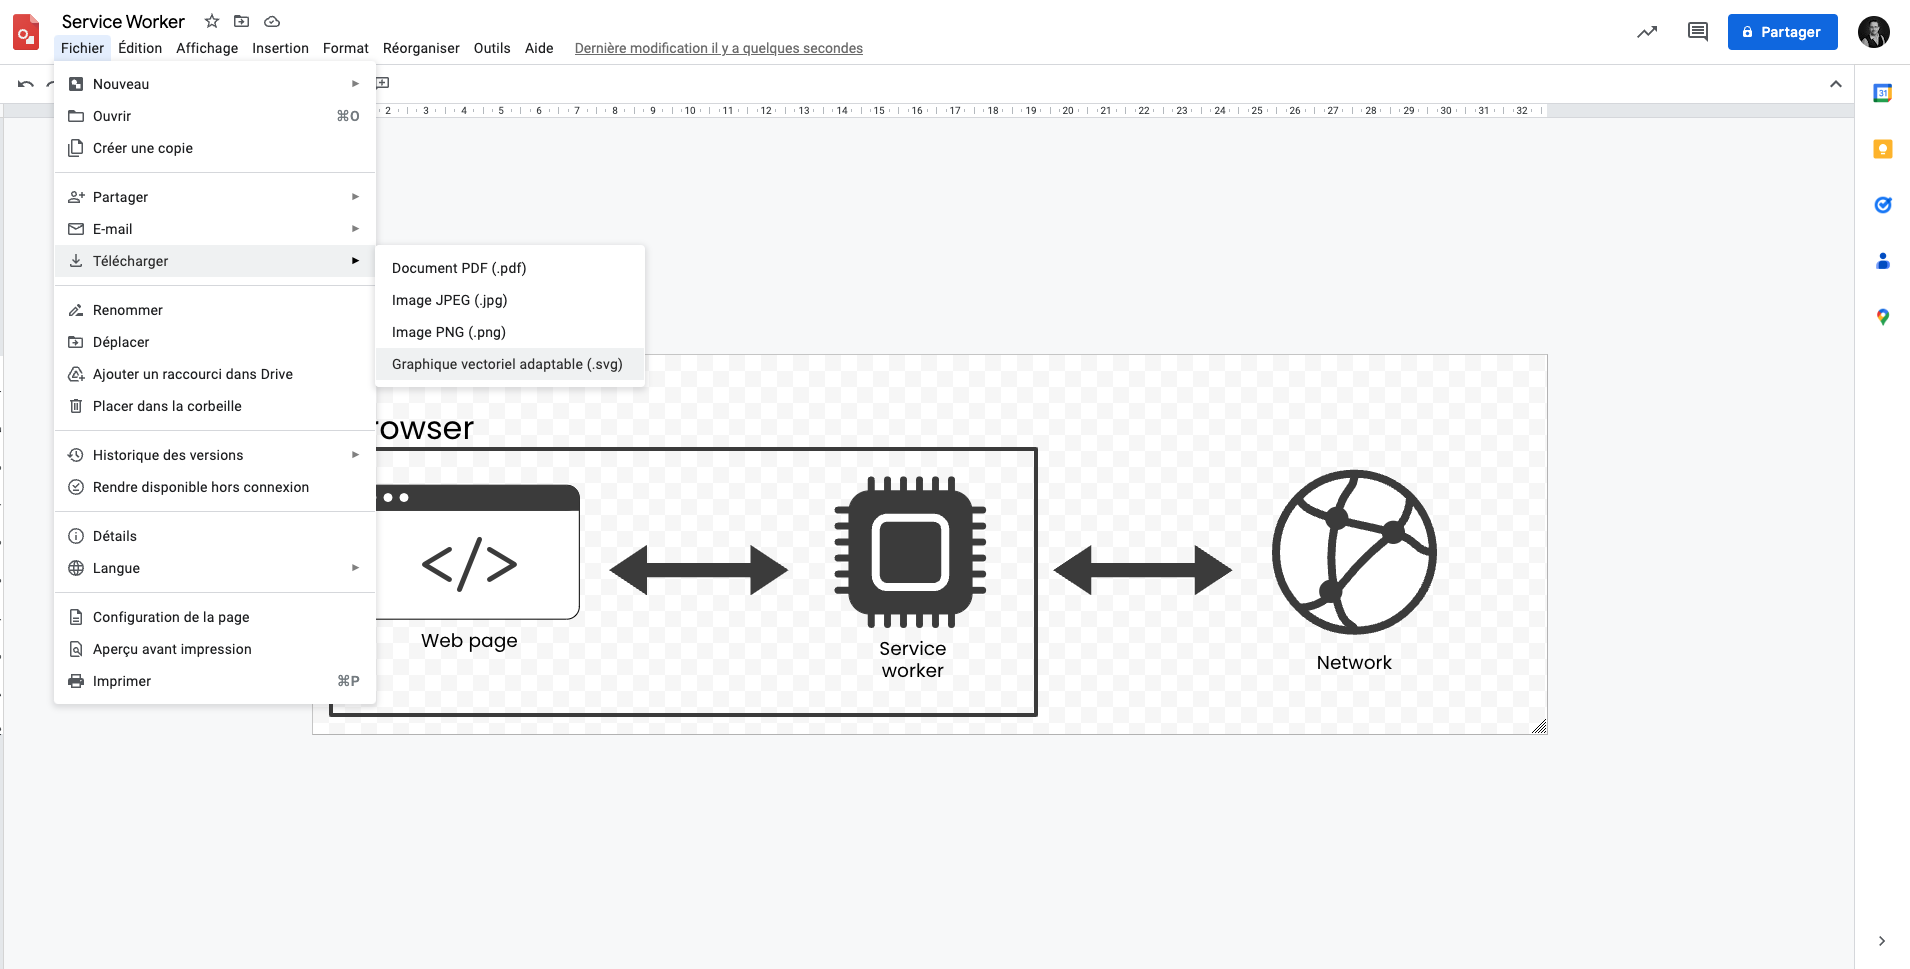 Service Worker
Fichier Édition Affichage Insertion Format Réorganiser Outils Aide Dernière modification il y a quelques secondes
Partager
2 3 4 5 6 7 8 9 10 11 12 13 14 15 16 17 18 19 20 21 22 23 24 25 26 27 28 29 30 31 32
31
Nouveau
Ouvrir ⌘O
Créer une copie
Partager
E-mail
Télécharger
Renommer
Déplacer
Ajouter un raccourci dans Drive
Placer dans la corbeille
Historique des versions
Rendre disponible hors connexion
Détails
Langue
Configuration de la page
Aperçu avant impression
Imprimer ⌘P
Document PDF (.pdf)
Image JPEG (.jpg)
Image PNG (.png)
Graphique vectoriel adaptable (.svg)
rowser
</>
Web page
Service
worker
Network